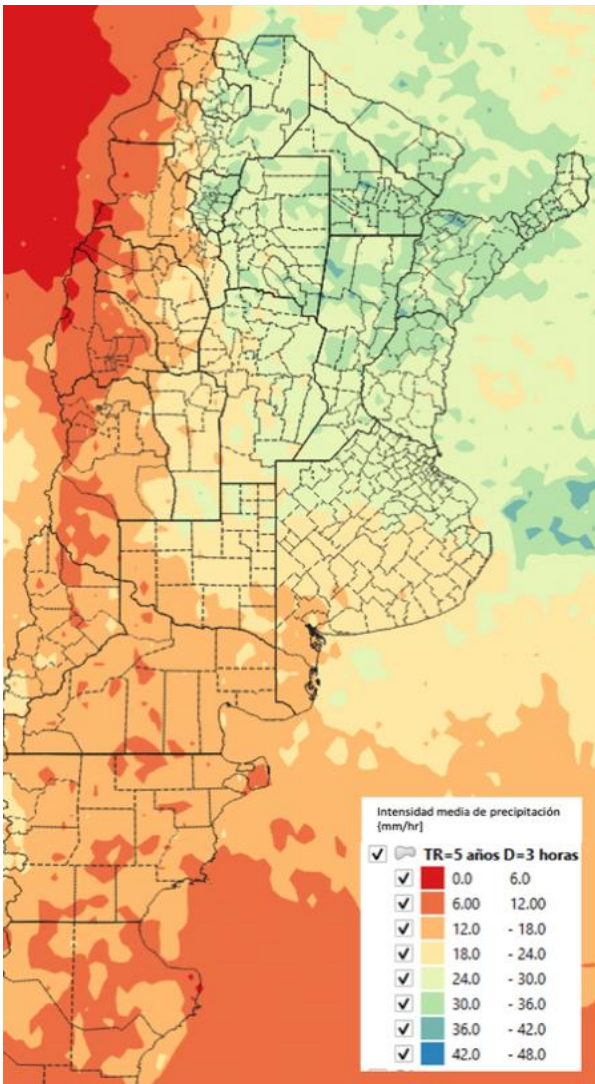 Intensidad media de precipitación
[mm/hr]
TR=5 años D=3 horas
0.0 6.0
6.00 12.00
12.0 - 18.0
18.0 - 24.0
24.0 - 30.0
30.0 - 36.0
36.0 - 42.0
42.0 - 48.0